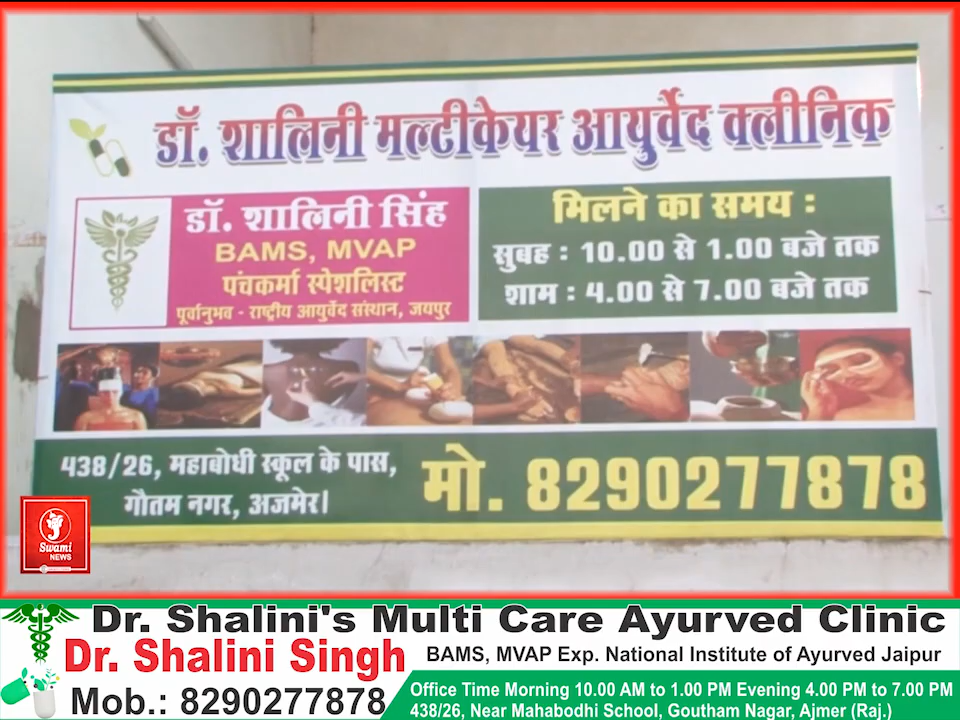 डॉ. शालिनी मल्टीकेयर आयुर्वेद क्लीनिक
डॉ. शालिनी सिंह
BAMS, MVAP
पंचकर्मा स्पेशलिस्ट
पूर्वानुभव - राष्ट्रीय आयुर्वेद संस्थान, जयपुर
मिलने का समय :
सुबह : 10.00 से 1.00 बजे तक
शाम : 4.00 से 7.00 बजे तक
438/26, महाबोधी स्कूल के पास,
गौतम नगर, अजमेर।
मो. 8290277878
Swami
NEWS
Dr. Shalini's Multi Care Ayurved Clinic
Dr. Shalini Singh
BAMS, MVAP Exp. National Institute of Ayurved Jaipur
Mob.: 8290277878
Office Time Morning 10.00 AM to 1.00 PM Evening 4.00 PM to 7.00 PM
438/26, Near Mahabodhi School, Goutham Nagar, Ajmer (Raj.)